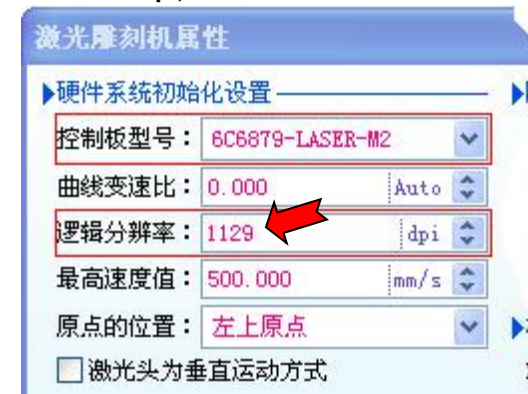 激光雕刻机属性
硬件系统初始化设置
控制板型号：6C6879-LASER-M2
曲线变速比：0.000 Auto
逻辑分辨率：1129 dpi
最高速度值：500.000 mm/s
原点的位置：左上原点
激光头为垂直运动方式